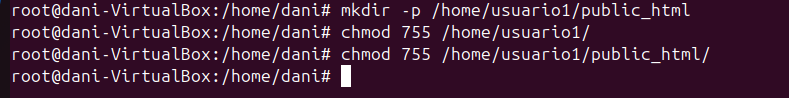 root@dani-VirtualBox:/home/dani# mkdir -p /home/usuario1/public_html
root@dani-VirtualBox:/home/dani# chmod 755 /home/usuario1/
root@dani-VirtualBox:/home/dani# chmod 755 /home/usuario1/public_html/
root@dani-VirtualBox:/home/dani#